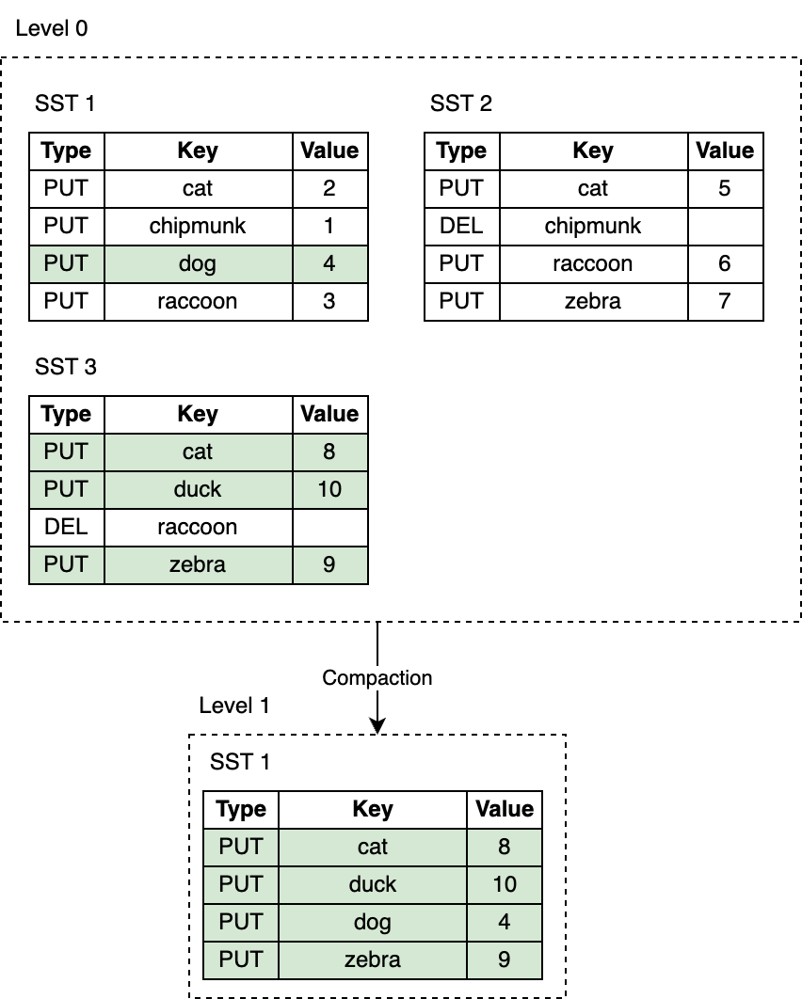 Level 0
SST 1
Type Key Value
PUT cat 2
PUT chipmunk 1
PUT dog 4
PUT raccoon 3
SST 2
Type Key Value
PUT cat 5
DEL chipmunk
PUT raccoon 6
PUT zebra 7
SST 3
Type Key Value
PUT cat 8
PUT duck 10
DEL raccoon
PUT zebra 9
Compaction
Level 1
SST 1
Type Key Value
PUT cat 8
PUT duck 10
PUT dog 4
PUT zebra 9